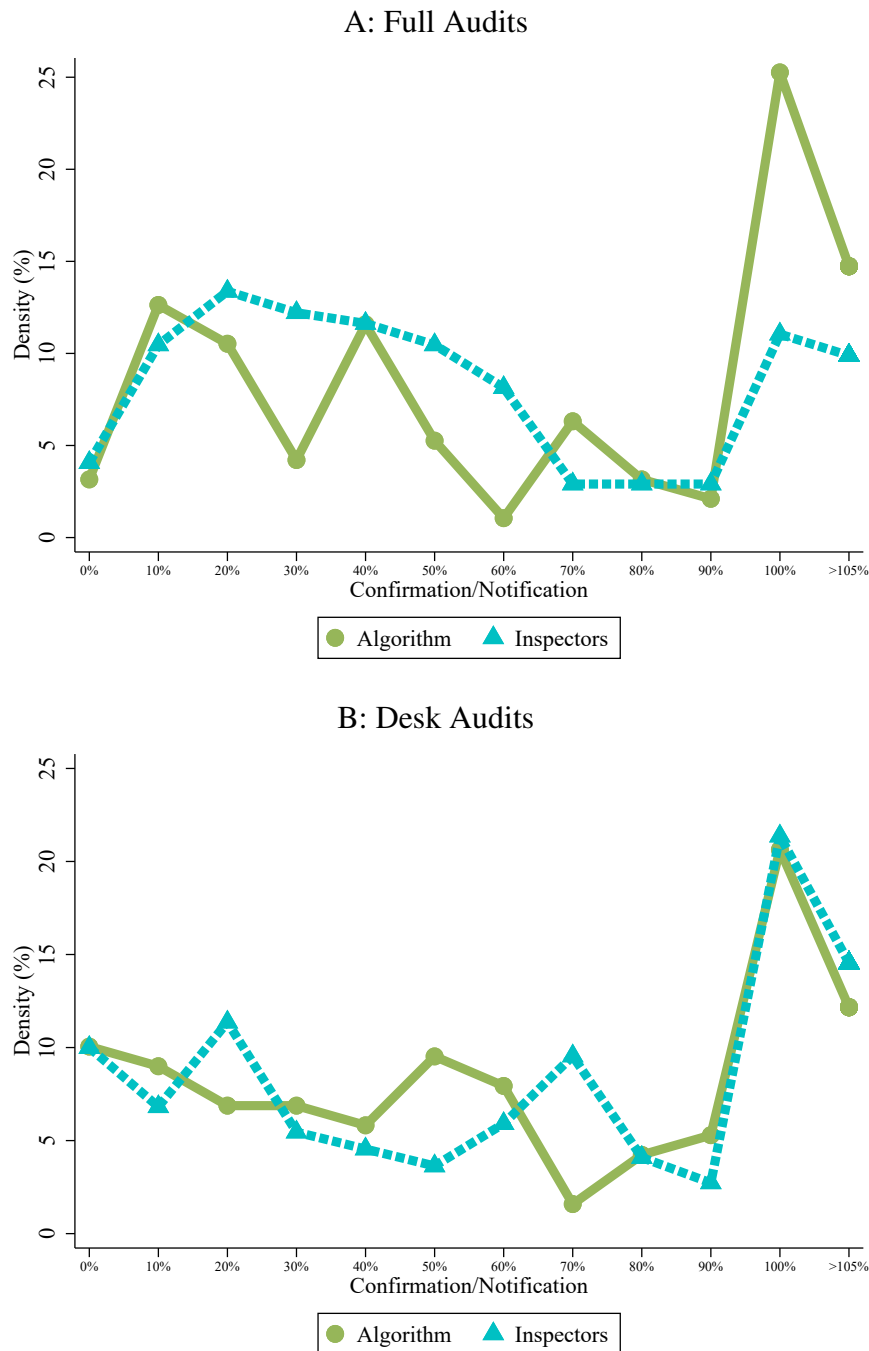 A: Full Audits
25
20
15
10
5
0
Density (%)
0% 10% 20% 30% 40% 50% 60% 70% 80% 90% 100% >105%
Confirmation/Notification
Algorithm Inspectors
B: Desk Audits
25
20
15
10
5
0
Density (%)
0% 10% 20% 30% 40% 50% 60% 70% 80% 90% 100% >105%
Confirmation/Notification
Algorithm Inspectors